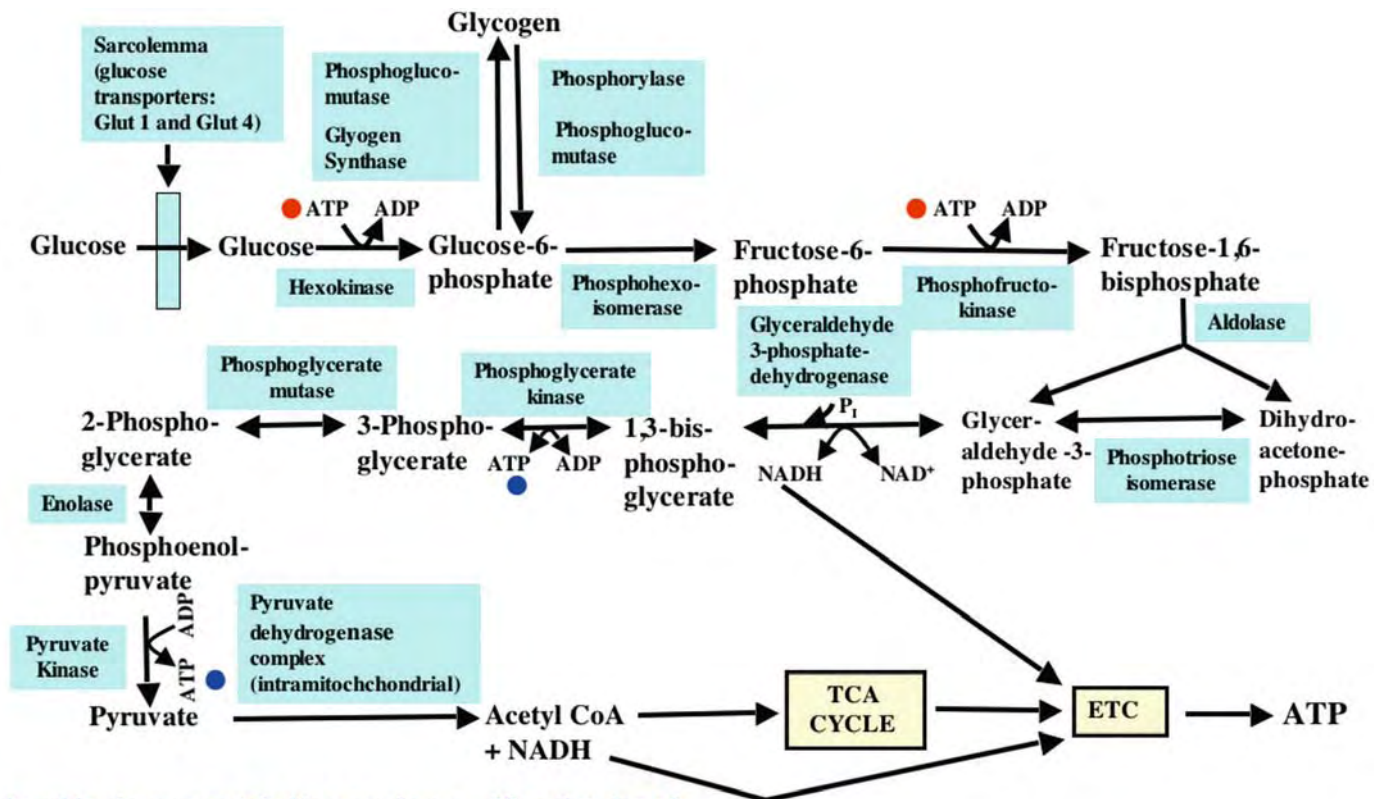 Glycogen
Sarcolemma
(glucose
transporters:
Glut 1 and Glut 4)
Phosphogluco-
mutase
Glyogen
Synthase
Phosphorylase
Phosphogluco-
mutase
ATP
ADP
ATP
ADP
Glucose
Glucose
Hexokinase
Glucose-6-
phosphate
Phosphohexo-
isomerase
Fructose-6-
phosphate
Phosphofructo-
kinase
Fructose-1,6-
bisphosphate
Aldolase
Glyceraldehyde
3-phosphate-
dehydrogenase
Phosphoglycerate
mutase
Phosphoglycerate
kinase
2-Phospho-
glycerate
3-Phospho-
glycerate
ATP
ADP
1,3-bis-
phospho-
glycerate
PI
NADH
NAD+
Glycer-
aldehyde -3-
phosphate
Phosphotriose
isomerase
Dihydro-
acetone-
phosphate
Enolase
Phosphoenol-
pyruvate
ADP
ATP
Pyruvate
Kinase
Pyruvate
dehydrogenase
complex
(intramitochchondrial)
Pyruvate
Acetyl CoA
+ NADH
TCA
CYCLE
ETC
ATP